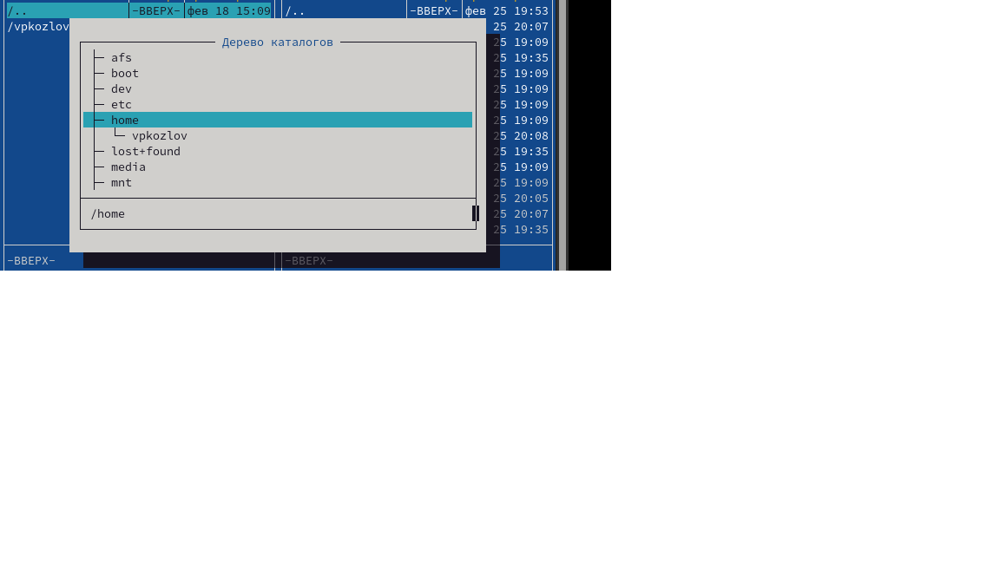 /.. -ВВЕРХ- фев 18 15:09 /.. -ВВЕРХ- фев 25 19:53
/vpkozlov 25 20:07
Дерево каталогов 25 19:09
afs 25 19:35
boot 25 19:09
dev 25 19:09
etc 25 19:09
home 25 19:09
vpkozlov 25 20:08
lost+found 25 19:35
media 25 19:09
mnt 25 19:09
25 20:05
/home 25 20:07
25 19:35
-ВВЕРХ- -ВВЕРХ-